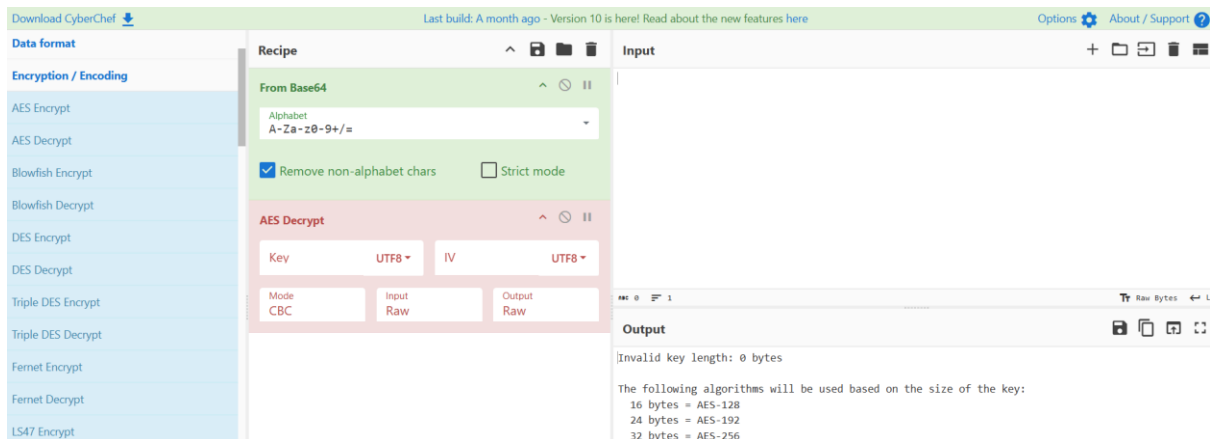 Download CyberChef
Last build: A month ago - Version 10 is here! Read about the new features here
Options
About / Support
Data format
Encryption / Encoding
AES Encrypt
AES Decrypt
Blowfish Encrypt
Blowfish Decrypt
DES Encrypt
DES Decrypt
Triple DES Encrypt
Triple DES Decrypt
Fernet Encrypt
Fernet Decrypt
LS47 Encrypt
Recipe
From Base64
Alphabet
A-Za-z0-9+/=
Remove non-alphabet chars
Strict mode
AES Decrypt
Key UTF8
IV UTF8
Mode
CBC
Input
Raw
Output
Raw
Input
ABC 0 1
Tr Raw Bytes
Output
Invalid key length: 0 bytes
The following algorithms will be used based on the size of the key:
16 bytes = AES-128
24 bytes = AES-192
32 bytes = AES-256